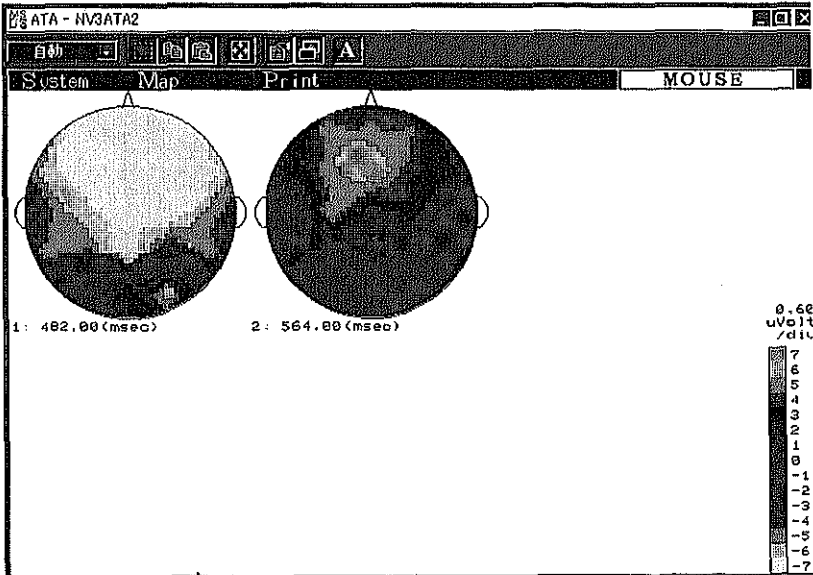 ATA - NV3ATA2
自動
A
System Map Print MOUSE
1: 482.00(msec) 2: 564.00(msec)
0.60
uVolt
/div
7
6
5
4
3
2
1
0
-1
-2
-3
-4
-5
-6
-7